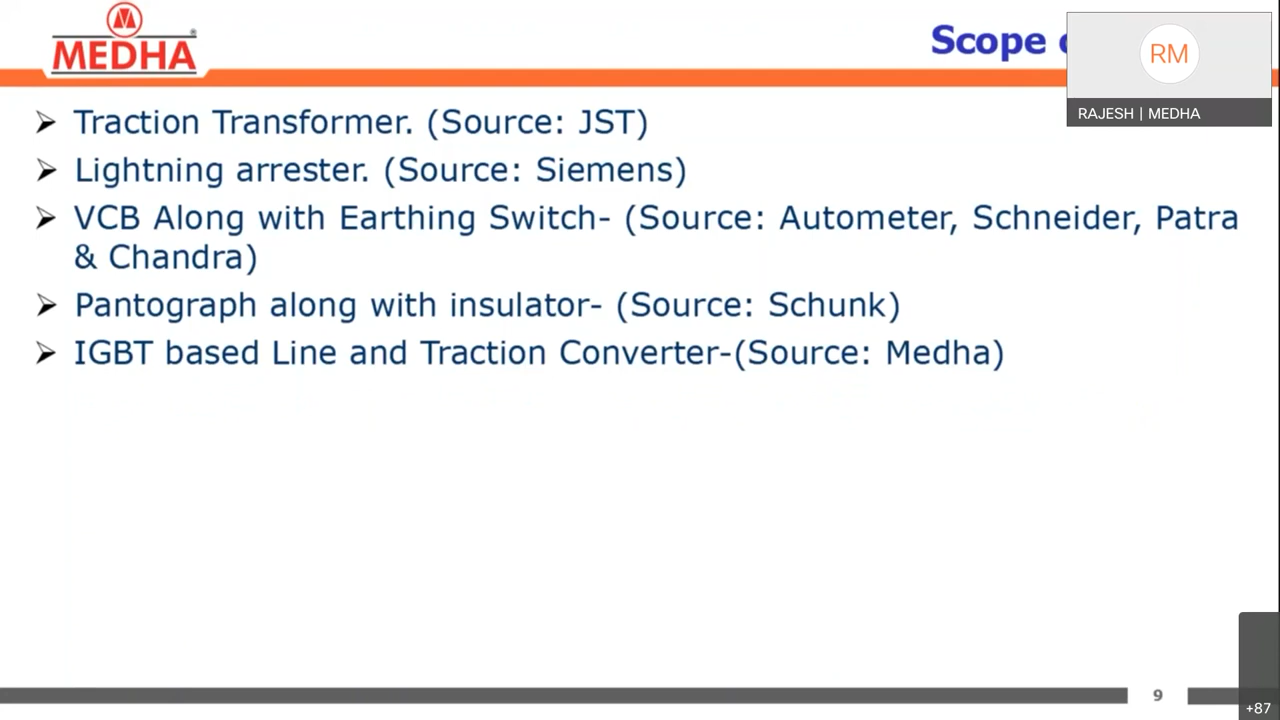 MEDHA
Scope
RM
RAJESH | MEDHA
Traction Transformer. (Source: JST)
Lightning arrester. (Source: Siemens)
VCB Along with Earthing Switch- (Source: Autometer, Schneider, Patra
& Chandra)
Pantograph along with insulator- (Source: Schunk)
IGBT based Line and Traction Converter-(Source: Medha)
9
+87